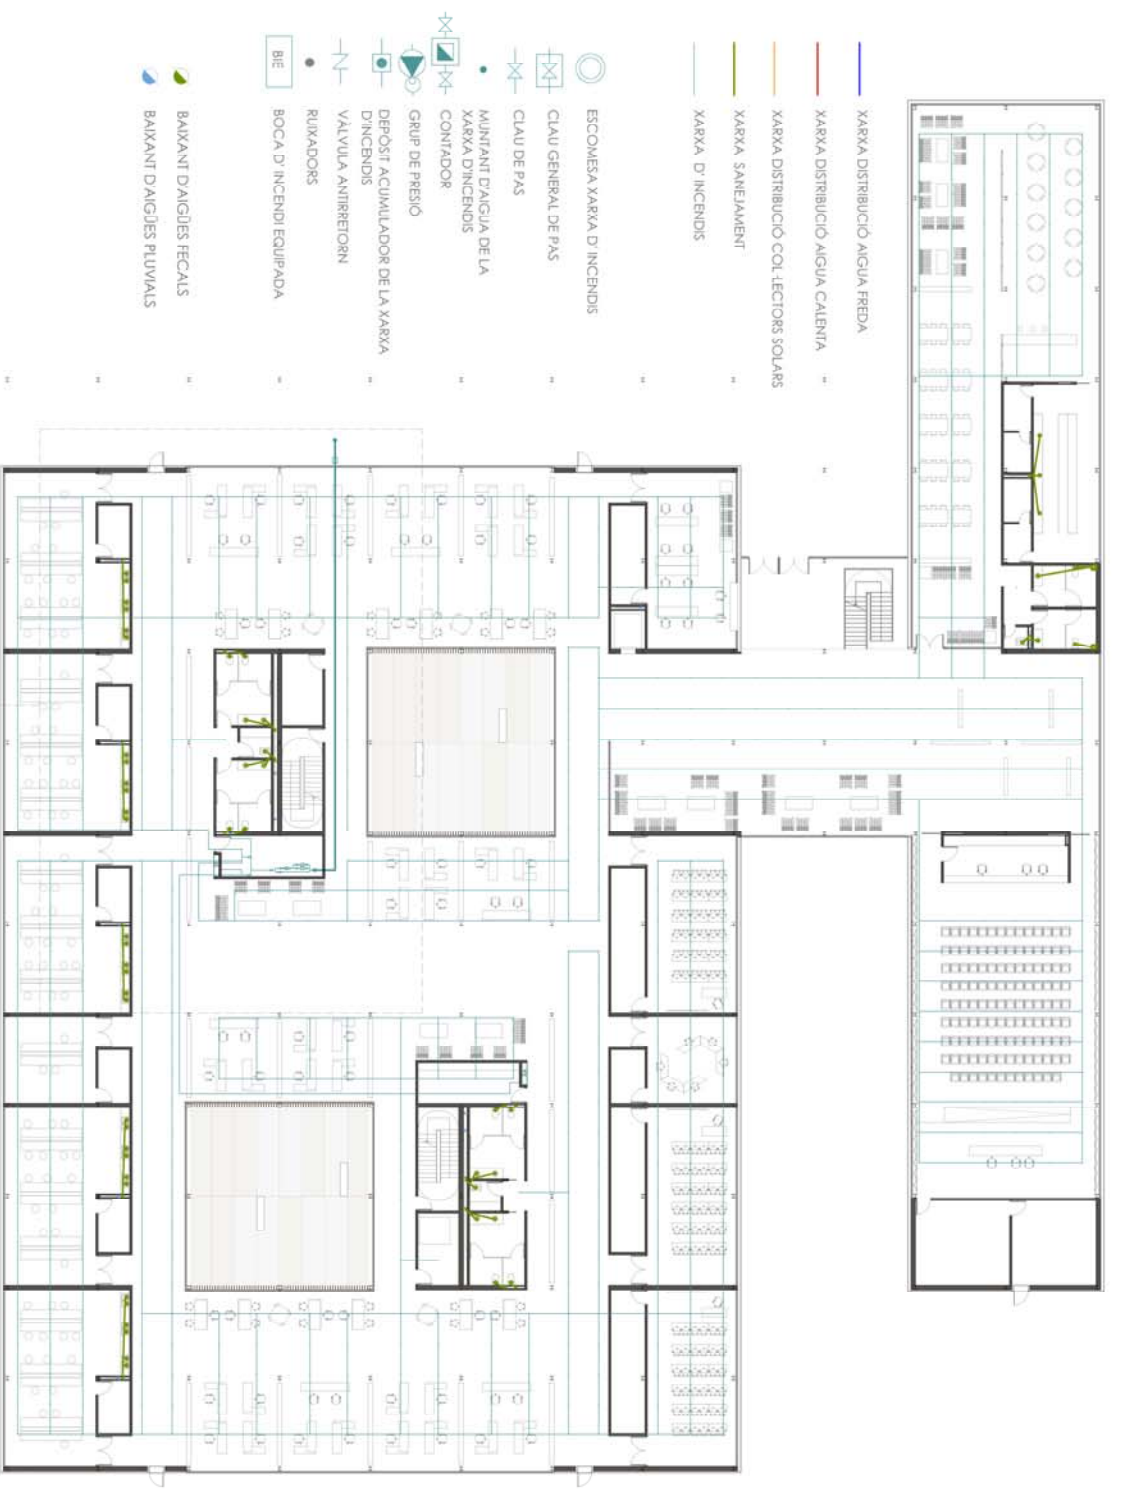 XARXA DISTRIBUCIÓ AIGUA FREDA
XARXA DISTRIBUCIÓ AIGUA CALENTA
XARXA DISTRIBUCIÓ COL·LECTORS SOLARS
XARXA SANEJAMENT
XARXA D' INCENDIS
ESCOMESA XARXA D' INCENDIS
CLAU GENERAL DE PAS
CLAU DE PAS
MUNTANT D'AIGUA DE LA
XARXA D'INCENDIS
CONTADOR
GRUP DE PRESIÓ
DEPÒSIT ACUMULADOR DE LA XARXA
D'INCENDIS
VÀLVULA ANTIRRETORN
RUIXADORS
BIE
BOCA D' INCENDI EQUIPADA
BAIXANT D'AIGÜES FECALS
BAIXANT D'AIGÜES PLUVIALS